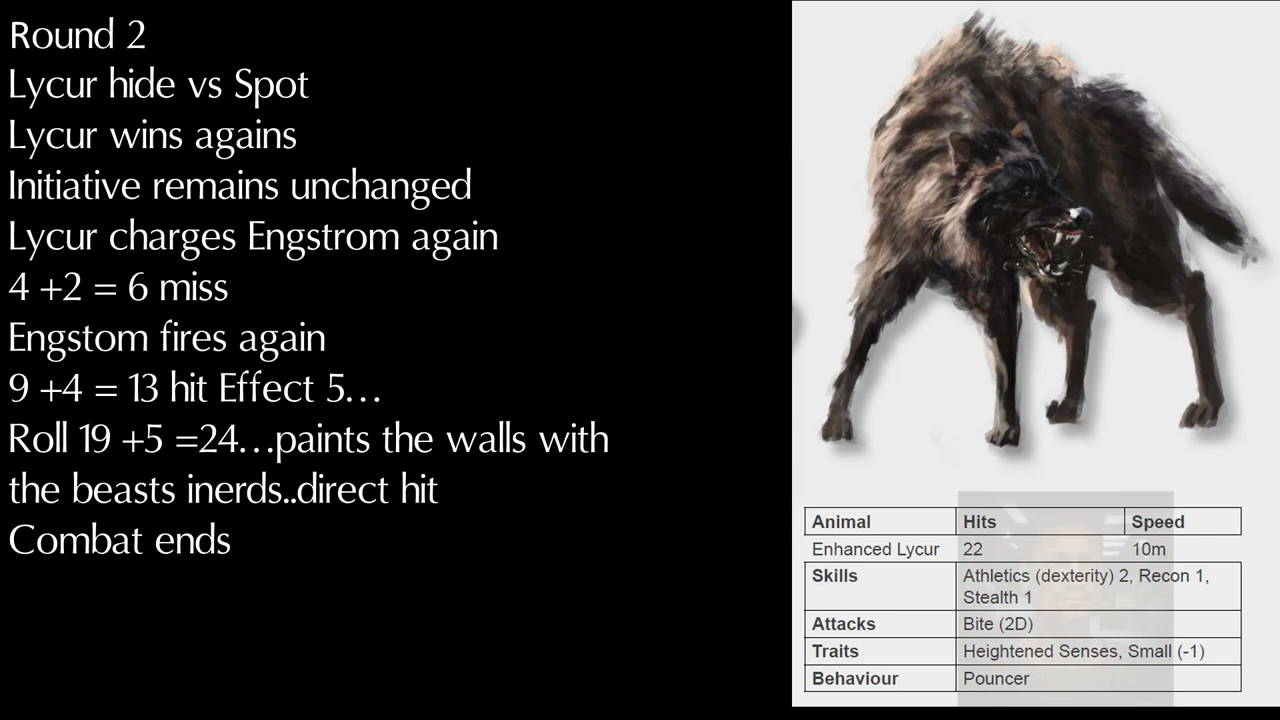 Round 2
Lycur hide vs Spot
Lycur wins agains
Initiative remains unchanged
Lycur charges Engstrom again
4 +2 = 6 miss
Engstom fires again
9 +4 = 13 hit Effect 5...
Roll 19 +5 =24...paints the walls with
the beasts inerds..direct hit
Combat ends
Animal Hits Speed
Enhanced Lycur 22 10m
Skills Athletics (dexterity) 2, Recon 1,
Stealth 1
Attacks Bite (2D)
Traits Heightened Senses, Small (-1)
Behaviour Pouncer